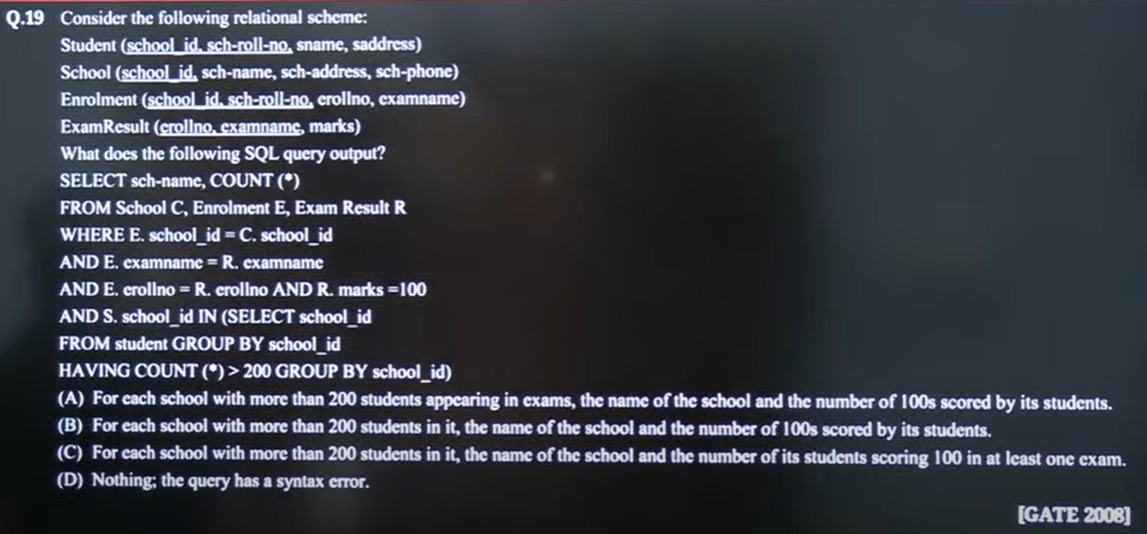 Q.19 Consider the following relational scheme:
Student (school_id, sch-roll-no, sname, saddress)
School (school_id, sch-name, sch-address, sch-phone)
Enrolment (school_id, sch-roll-no, erollno, examname)
ExamResult (erollno, examname, marks)
What does the following SQL query output?
SELECT sch-name, COUNT (*)
FROM School C, Enrolment E, Exam Result R
WHERE E. school_id = C. school_id
AND E. examname = R. examname
AND E. erollno = R. erollno AND R. marks =100
AND S. school_id IN (SELECT school_id
FROM student GROUP BY school_id
HAVING COUNT (*) > 200 GROUP BY school_id)
(A) For each school with more than 200 students appearing in exams, the name of the school and the number of 100s scored by its students.
(B) For each school with more than 200 students in it, the name of the school and the number of 100s scored by its students.
(C) For each school with more than 200 students in it, the name of the school and the number of its students scoring 100 in at least one exam.
(D) Nothing; the query has a syntax error.
[GATE 2008]